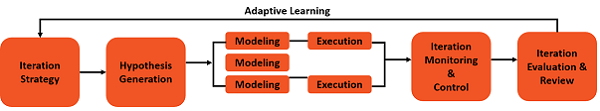 Adaptive Learning
Iteration
Strategy
Hypothesis
Generation
Modeling
Execution
Modeling
Modeling
Execution
Iteration
Monitoring
&
Control
Iteration
Evaluation &
Review